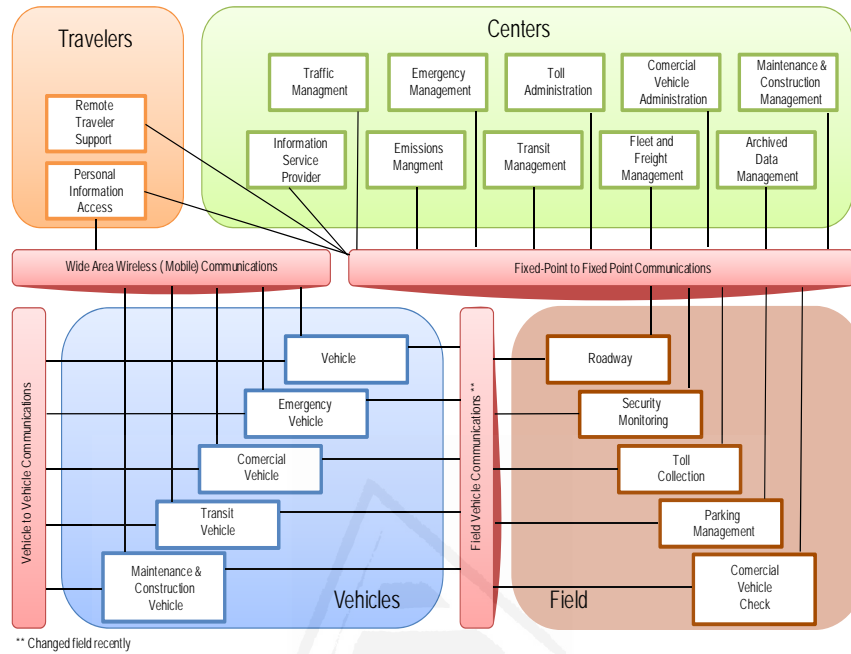 Travelers
Remote
Traveler
Support
Personal
Information
Access
Centers
Traffic
Managment
Emergency
Management
Toll
Administration
Comercial
Vehicle
Administration
Maintenance &
Construction
Management
Information
Service
Provider
Emissions
Mangment
Transit
Management
Fleet and
Freight
Management
Archived
Data
Management
Wide Area Wireless ( Mobile) Communications
Fixed-Point to Fixed Point Communications
Vehicle to Vehicle Communications
Vehicle
Emergency
Vehicle
Comercial
Vehicle
Transit
Vehicle
Maintenance &
Construction
Vehicle
Vehicles
Field Vehicle Communications **
Roadway
Security
Monitoring
Toll
Collection
Parking
Management
Comercial
Vehicle
Check
Field
** Changed field recently